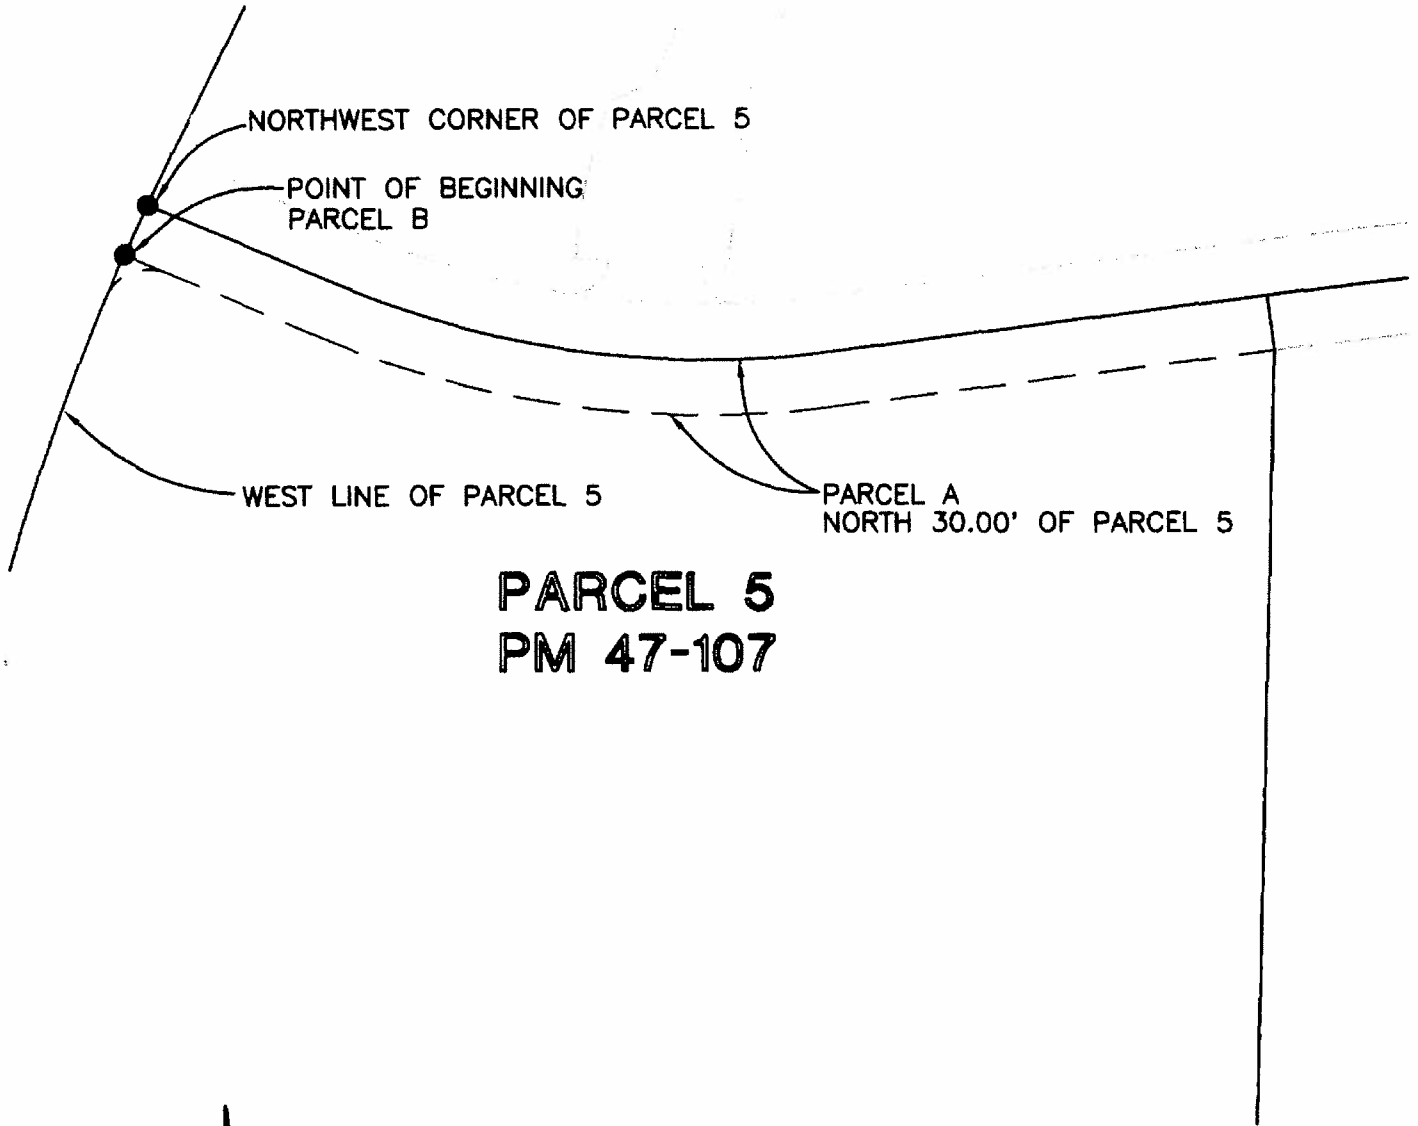 NORTHWEST CORNER OF PARCEL 5
POINT OF BEGINNING
PARCEL B
WEST LINE OF PARCEL 5
PARCEL A
NORTH 30.00' OF PARCEL 5
PARCEL 5
PM 47-107